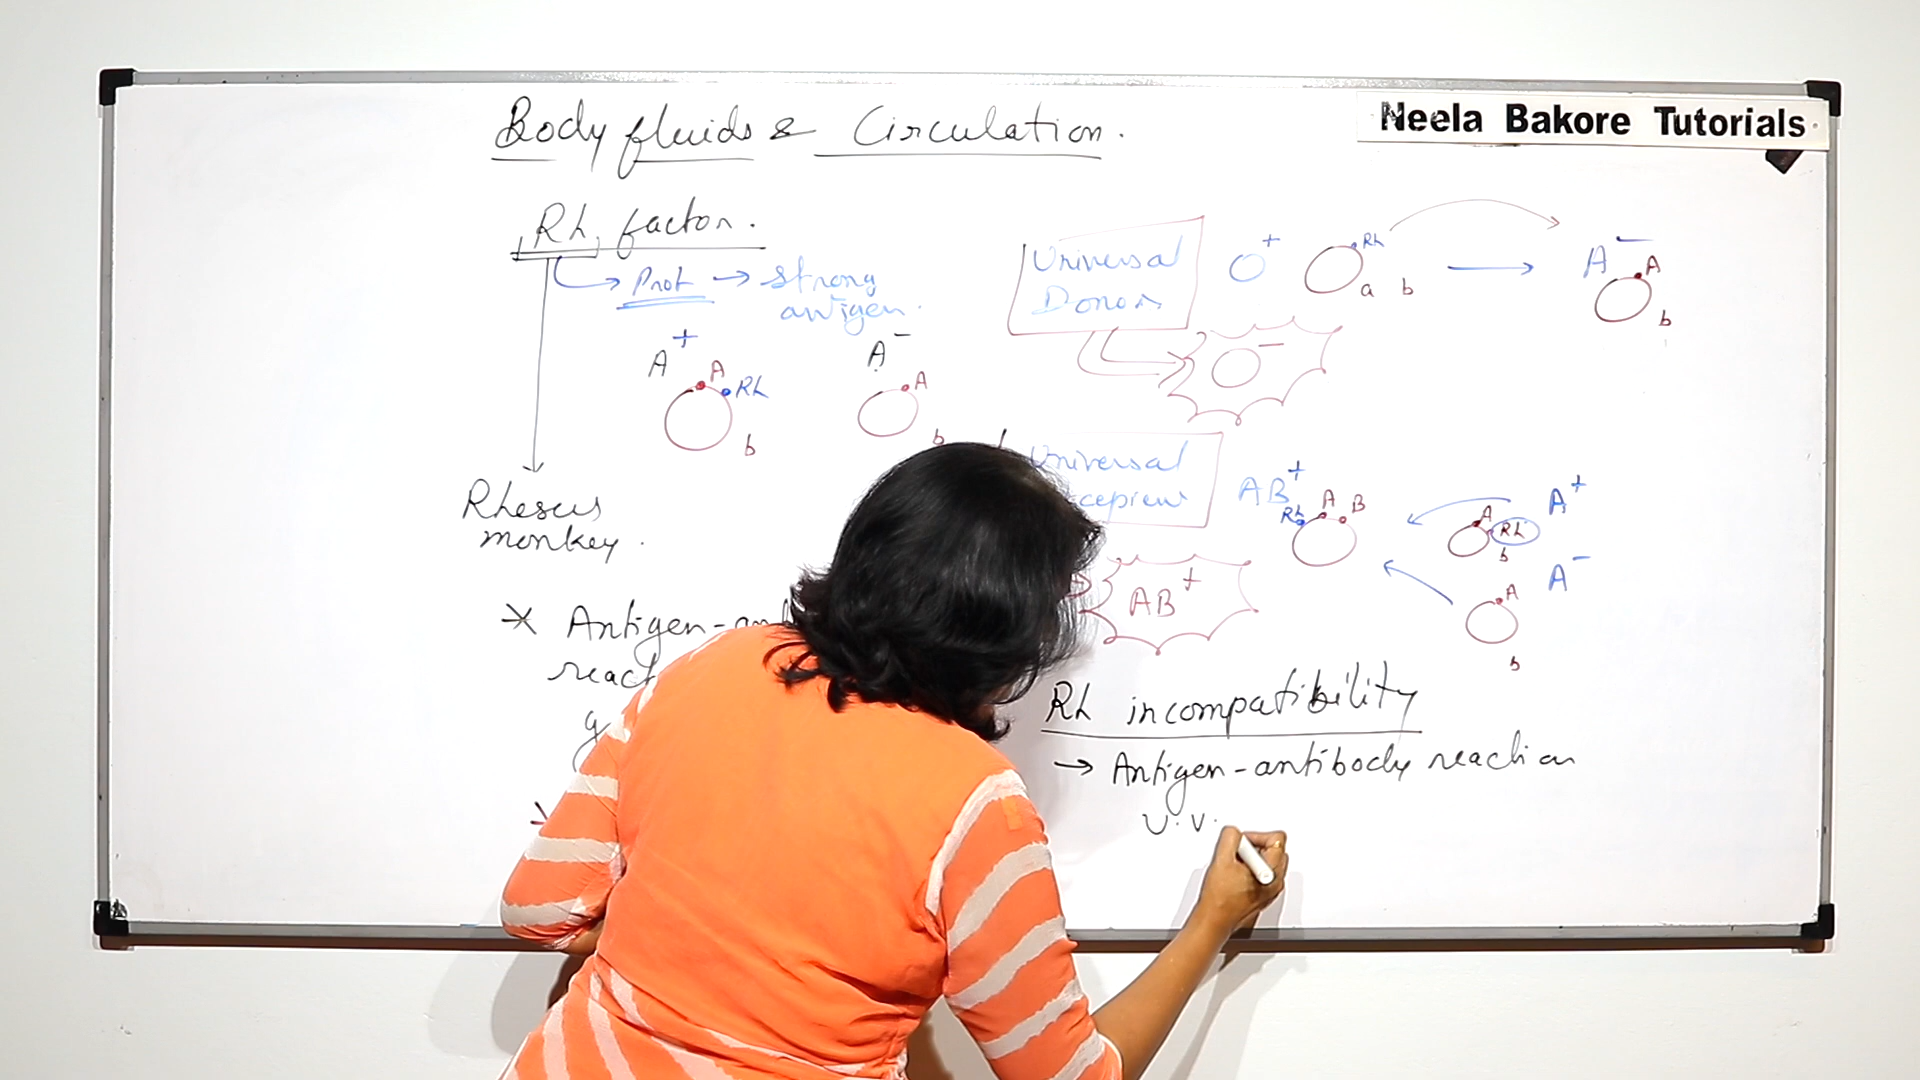 Body fluids & Circulation.
Neela Bakore Tutorials
Rh factor.
Prot → strong
antigen.
A+
A
Rh
b
A-
A
b
Rhesus
monkey.
* Antigen-
Universal
Donor
O+
Rh
a b
A-
A
b
O-
Universal
AB+
Rh A B
A+
A
Rh
b
A-
A
b
AB+
Rh incompatibility
→ Antigen-antibody reaction